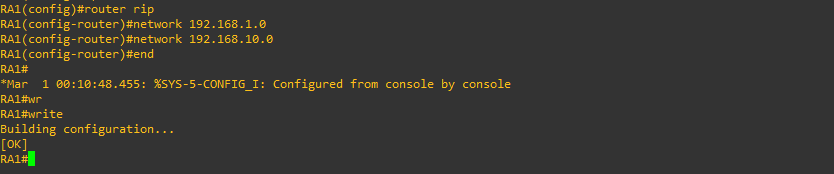 RA1(config)#router rip
RA1(config-router)#network 192.168.1.0
RA1(config-router)#network 192.168.10.0
RA1(config-router)#end
RA1#
*Mar  1 00:10:48.455: %SYS-5-CONFIG_I: Configured from console by console
RA1#wr
RA1#write
Building configuration...
[OK]
RA1#